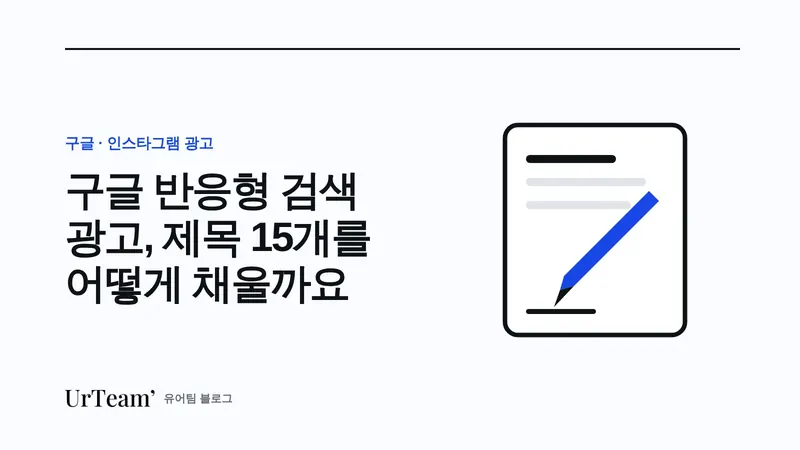 구글 · 인스타그램 광고
구글 반응형 검색
광고, 제목 15개를
어떻게 채울까요
UrTeam’ 유어팀 블로그